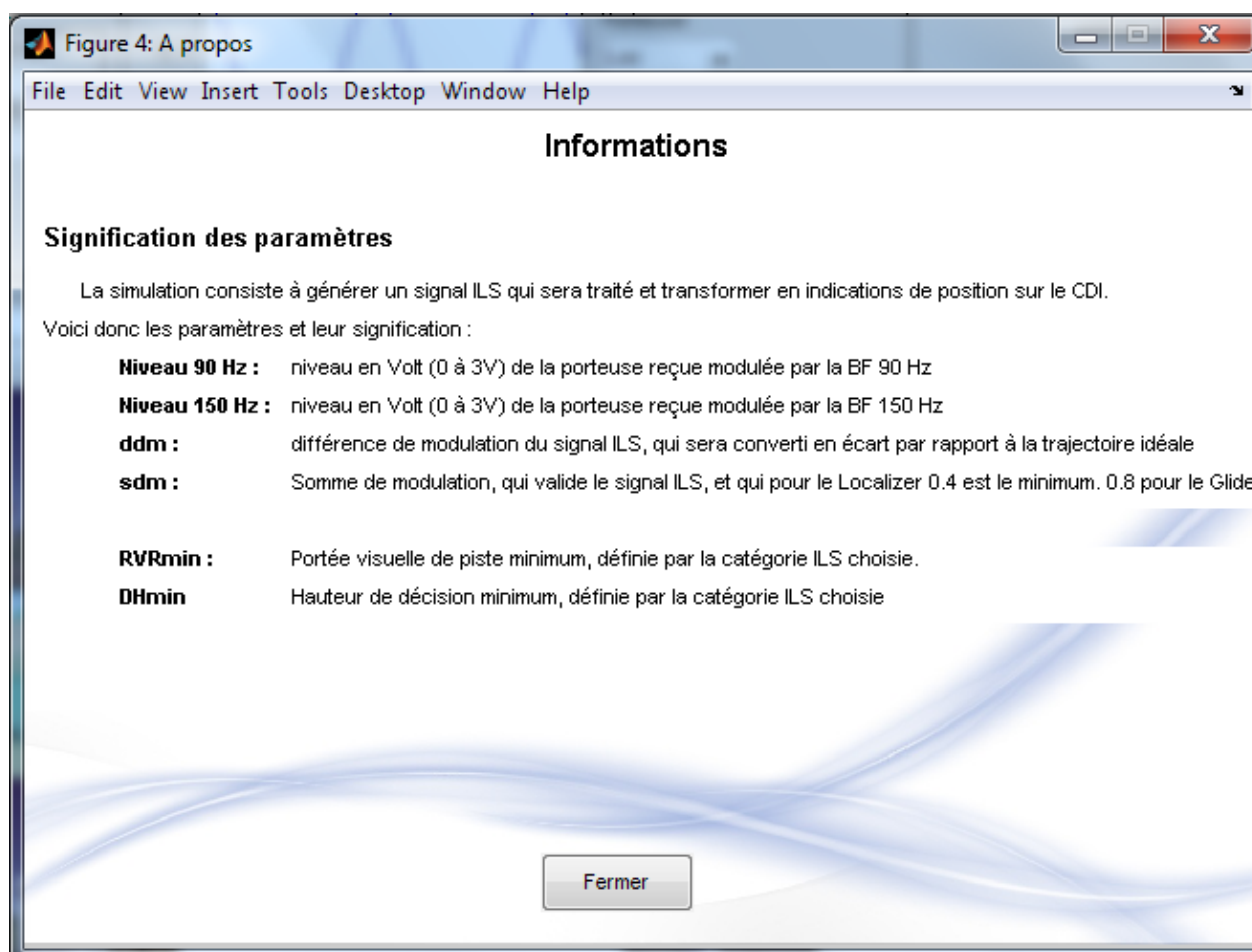 Figure 4: A propos
File Edit View Insert Tools Desktop Window Help
Informations
Signification des paramètres
La simulation consiste à générer un signal ILS qui sera traité et transformer en indications de position sur le CDI.
Voici donc les paramètres et leur signification :
Niveau 90 Hz : niveau en Volt (0 à 3V) de la porteuse reçue modulée par la BF 90 Hz
Niveau 150 Hz : niveau en Volt (0 à 3V) de la porteuse reçue modulée par la BF 150 Hz
ddm : différence de modulation du signal ILS, qui sera converti en écart par rapport à la trajectoire idéale
sdm : Somme de modulation, qui valide le signal ILS, et qui pour le Localizer 0.4 est le minimum. 0.8 pour le Glide
RVRmin : Portée visuelle de piste minimum, définie par la catégorie ILS choisie.
DHmin Hauteur de décision minimum, définie par la catégorie ILS choisie
Fermer